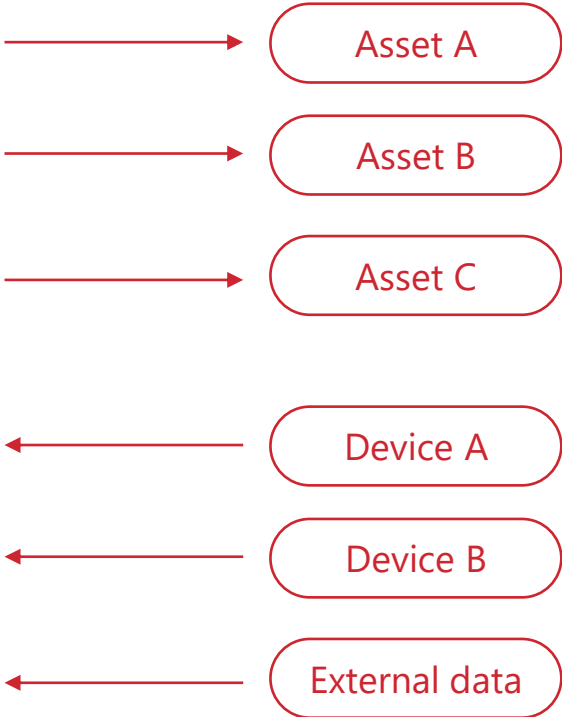 Asset A
Asset B
Asset C
Device A
Device B
External data